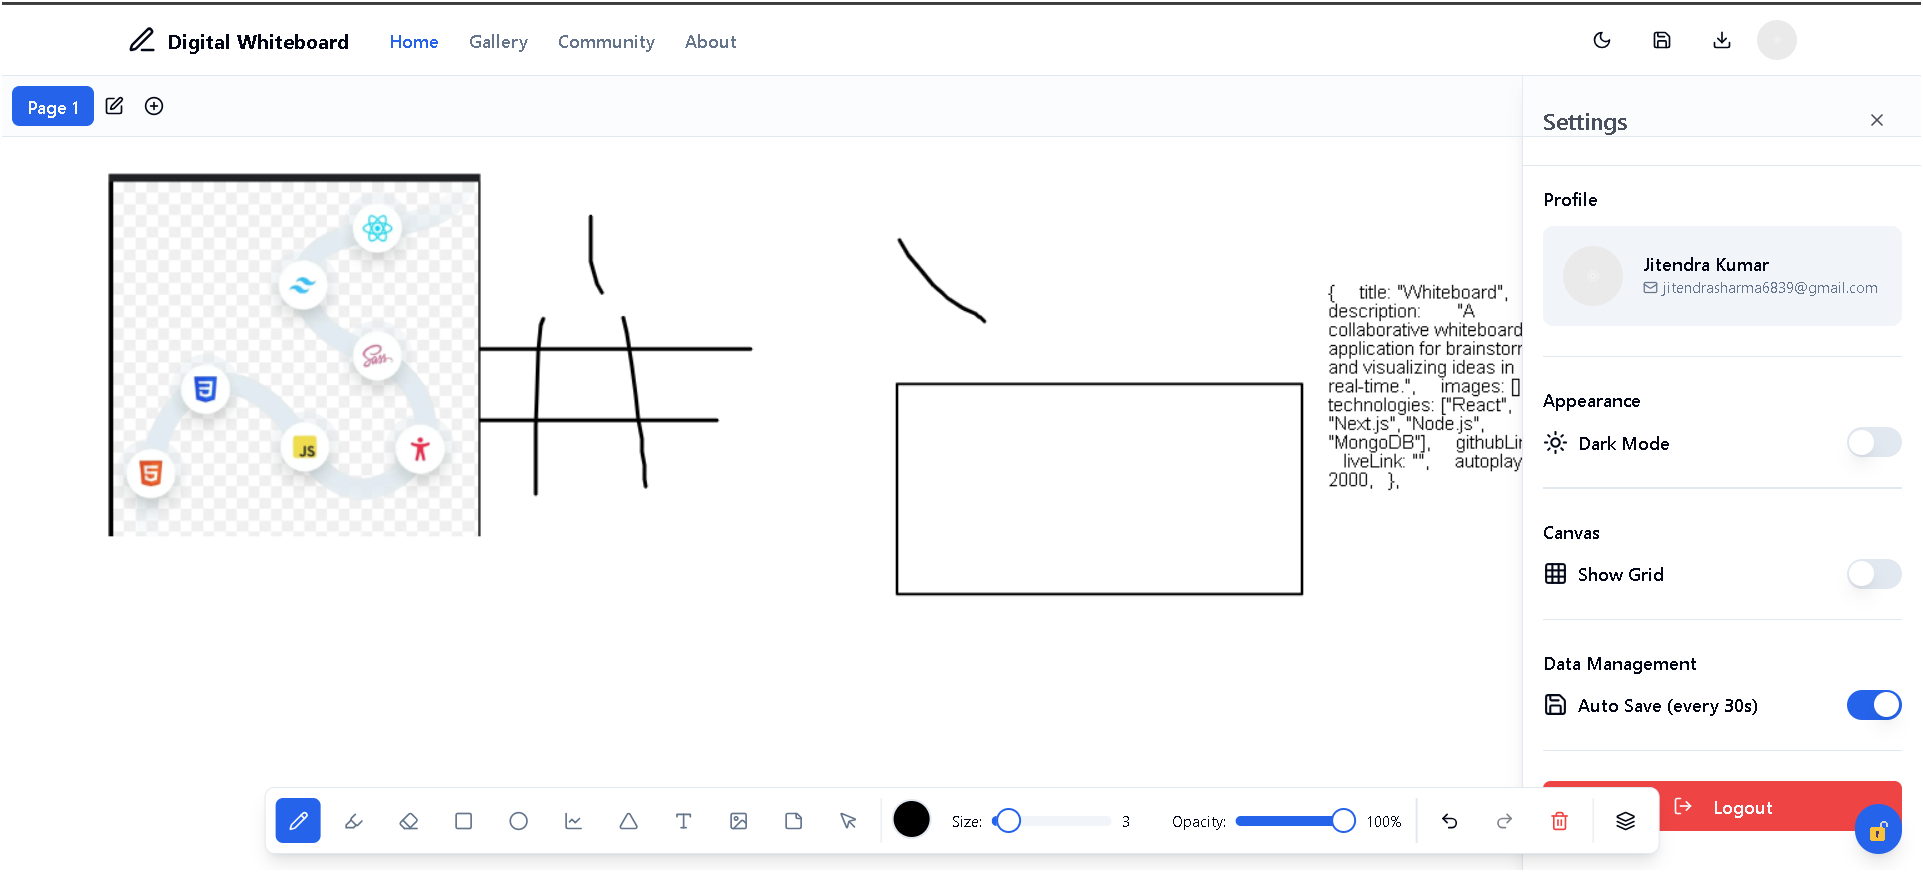 Digital Whiteboard
Home
Gallery
Community
About
Page 1
Settings
Profile
Jitendra Kumar
jitendrasharma6839@gmail.com
Appearance
Dark Mode
Canvas
Show Grid
Data Management
Auto Save (every 30s)
Logout
Sass
3
JS
5
{ title: "Whiteboard",
description: "A
collaborative whiteboard
application for
and visualizing ideas in
real-time.", images: []
technologies: ["React",
"Next.js", "Node.js",
"MongoDB"],
liveLink: "", autoplay
2000, },
T
Size:
3
Opacity:
100%